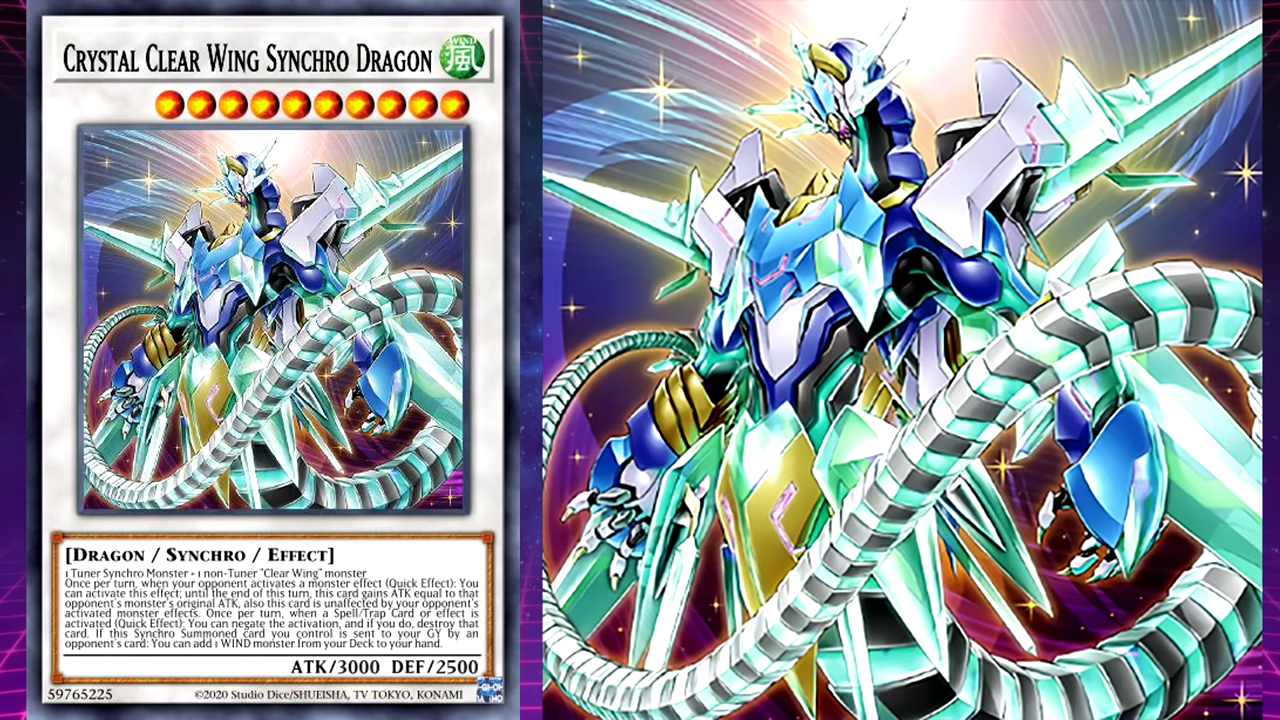 Crystal Clear Wing Synchro Dragon
WIND
風
[Dragon / Synchro / Effect]
1 Tuner Synchro Monster + 1 non-Tuner "Clear Wing" monster
Once per turn, when your opponent activates a monster effect (Quick Effect): You
can activate this effect; until the end of this turn, this card gains ATK equal to that
opponent's monster's original ATK, also this card is unaffected by your opponent's
activated monster effects. Once per turn, when a Spell/Trap Card or effect is
activated (Quick Effect): You can negate the activation, and if you do, destroy that
card. If this Synchro Summoned card you control is sent to your GY by an
opponent's card: You can add 1 WIND monster from your Deck to your hand.
ATK/3000 DEF/2500
59765225
©2020 Studio Dice/SHUEISHA, TV TOKYO, KONAMI